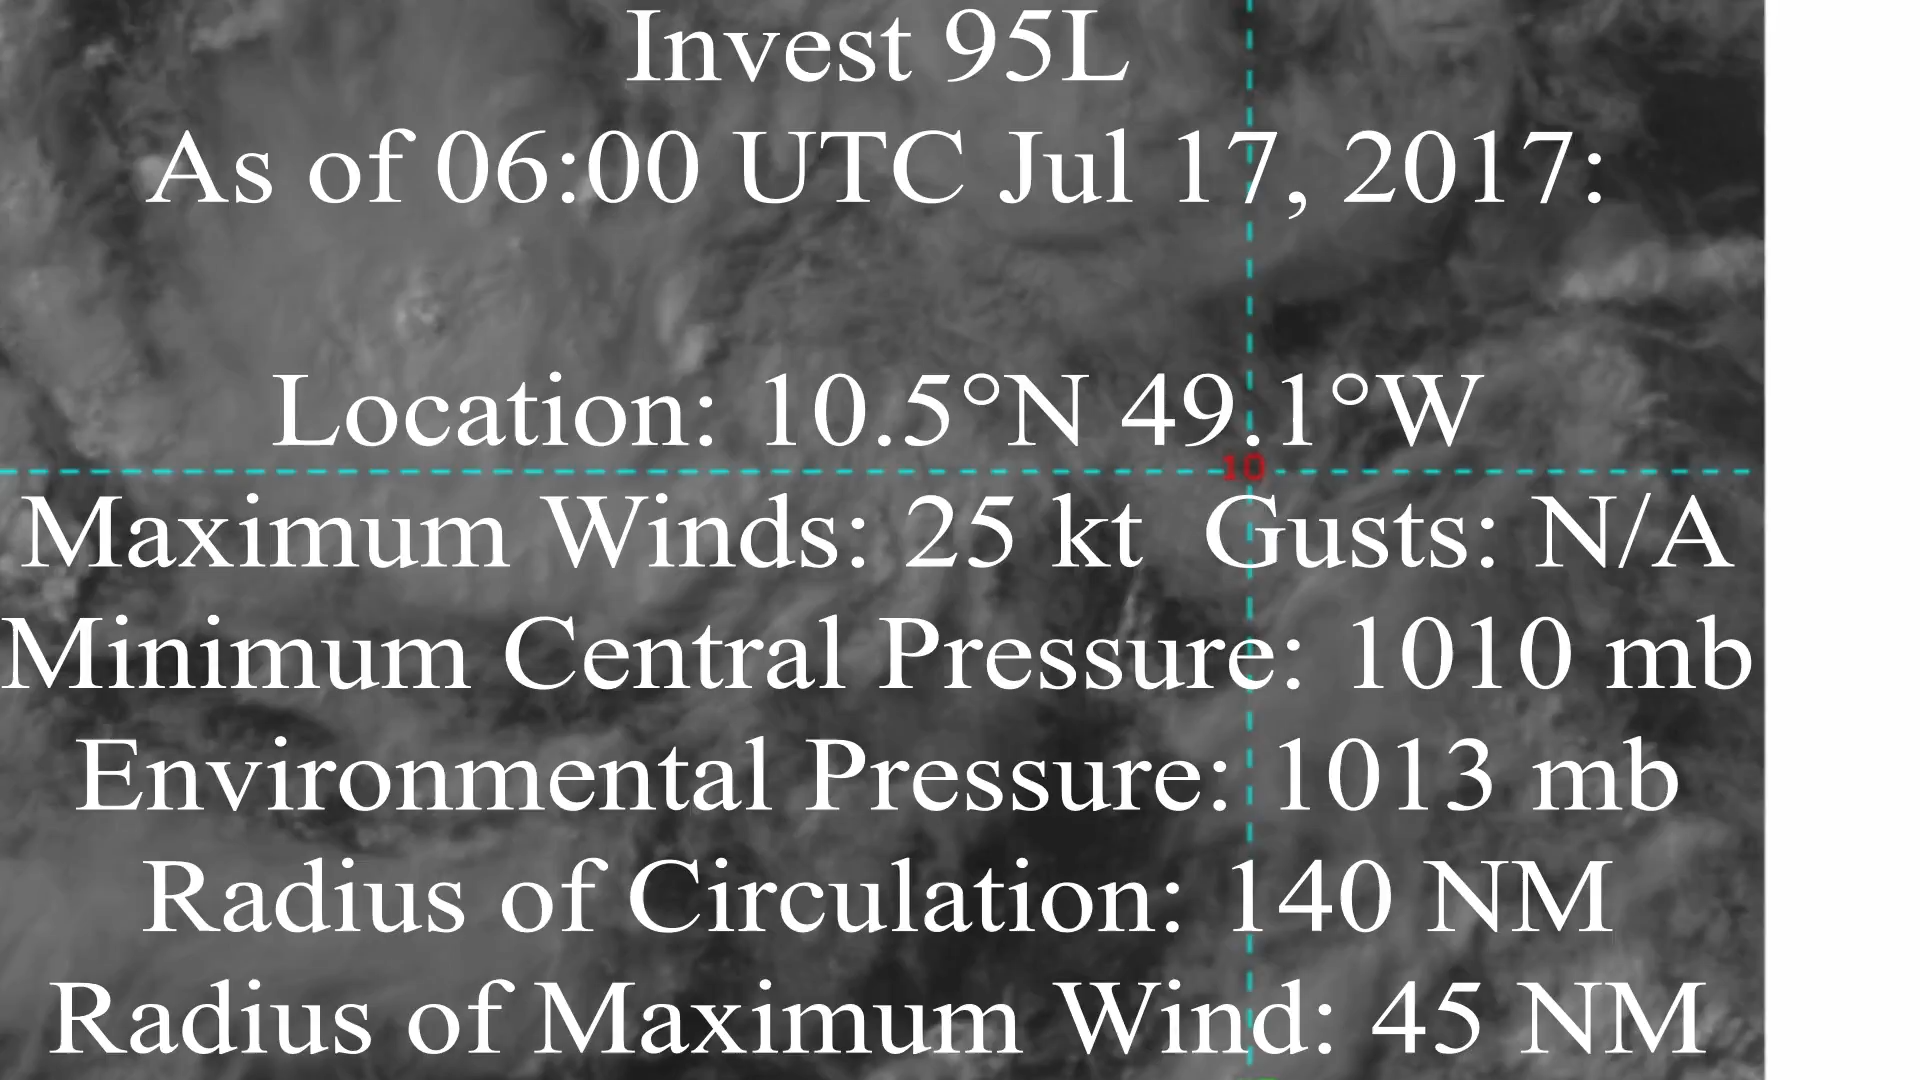 Invest 95L
As of 06:00 UTC Jul 17, 2017:
Location: 10.5°N 49.1°W
10
Maximum Winds: 25 kt  Gusts: N/A
Minimum Central Pressure: 1010 mb
Environmental Pressure: 1013 mb
Radius of Circulation: 140 NM
Radius of Maximum Wind: 45 NM